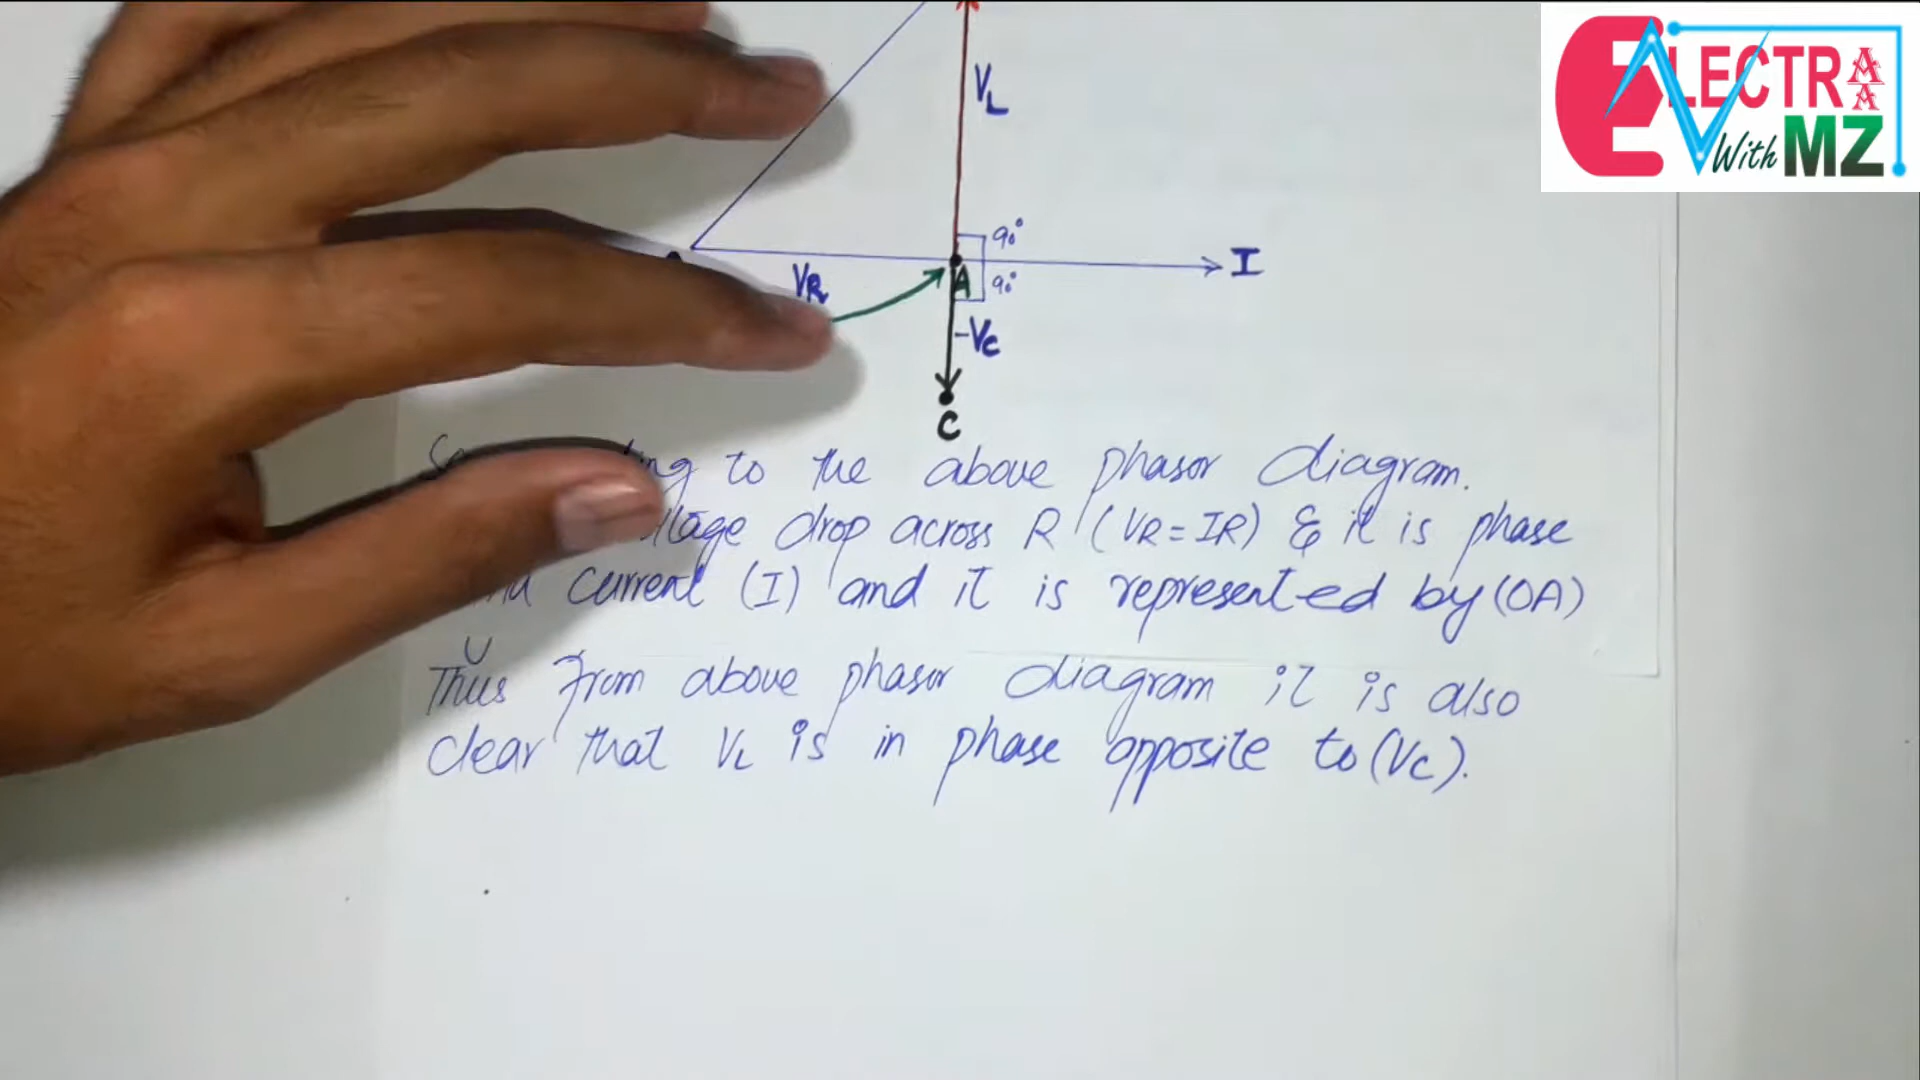 ELECTRA
With MZ
VL
90°
I
VR
A
90°
-Vc
C
to the above phasor diagram.
drop across R (VR = IR) & it is phase
current (I) and it is represented by (OA)
Thus from above phasor diagram it is also
clear that VL is in phase opposite to (Vc).